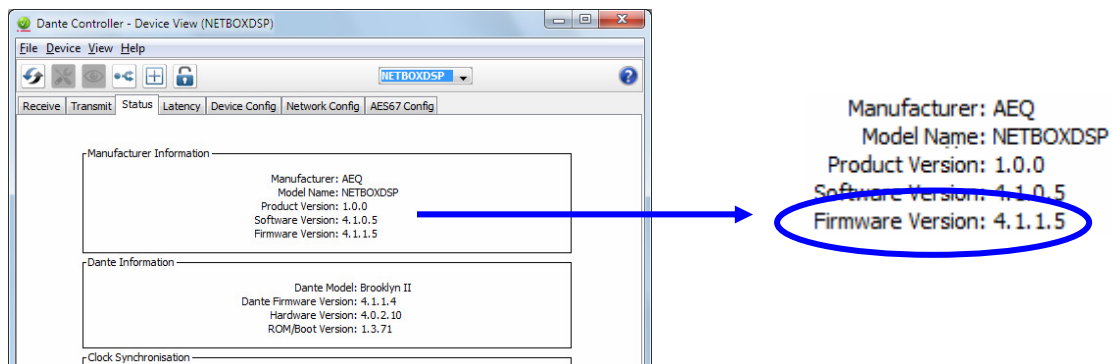 Dante Controller - Device View (NETBOXDSP)
File Device View Help
NETBOXDSP
Receive Transmit Status Latency Device Config Network Config AES67 Config
Manufacturer Information
Manufacturer: AEQ
Model Name: NETBOXDSP
Product Version: 1.0.0
Software Version: 4.1.0.5
Firmware Version: 4.1.1.5
Dante Information
Dante Model: Brooklyn II
Dante Firmware Version: 4.1.1.4
Hardware Version: 4.0.2.10
ROM/Boot Version: 1.3.71
Clock Synchronisation
Manufacturer: AEQ
Model Name: NETBOXDSP
Product Version: 1.0.0
Software Version: 4.1.0.5
Firmware Version: 4.1.1.5